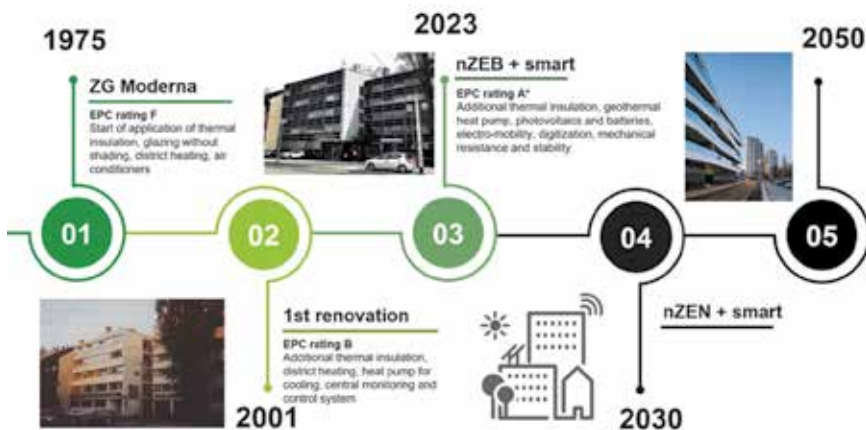 1975
ZG Moderna
EPC rating F
Start of application of thermal
insulation, glazing without
shading, district heating, air
conditioners
2023
nZEB + smart
EPC rating A*
Additional thermal insulation, geothermal
heat pump, photovoltaics and batteries,
electro-mobility, digitization, mechanical
resistance and stability
2050
01
02
03
04
05
1st renovation
EPC rating B
Additional thermal insulation,
district heating, heat pump for
cooling, central monitoring and
control system
2001
nZEN + smart
2030